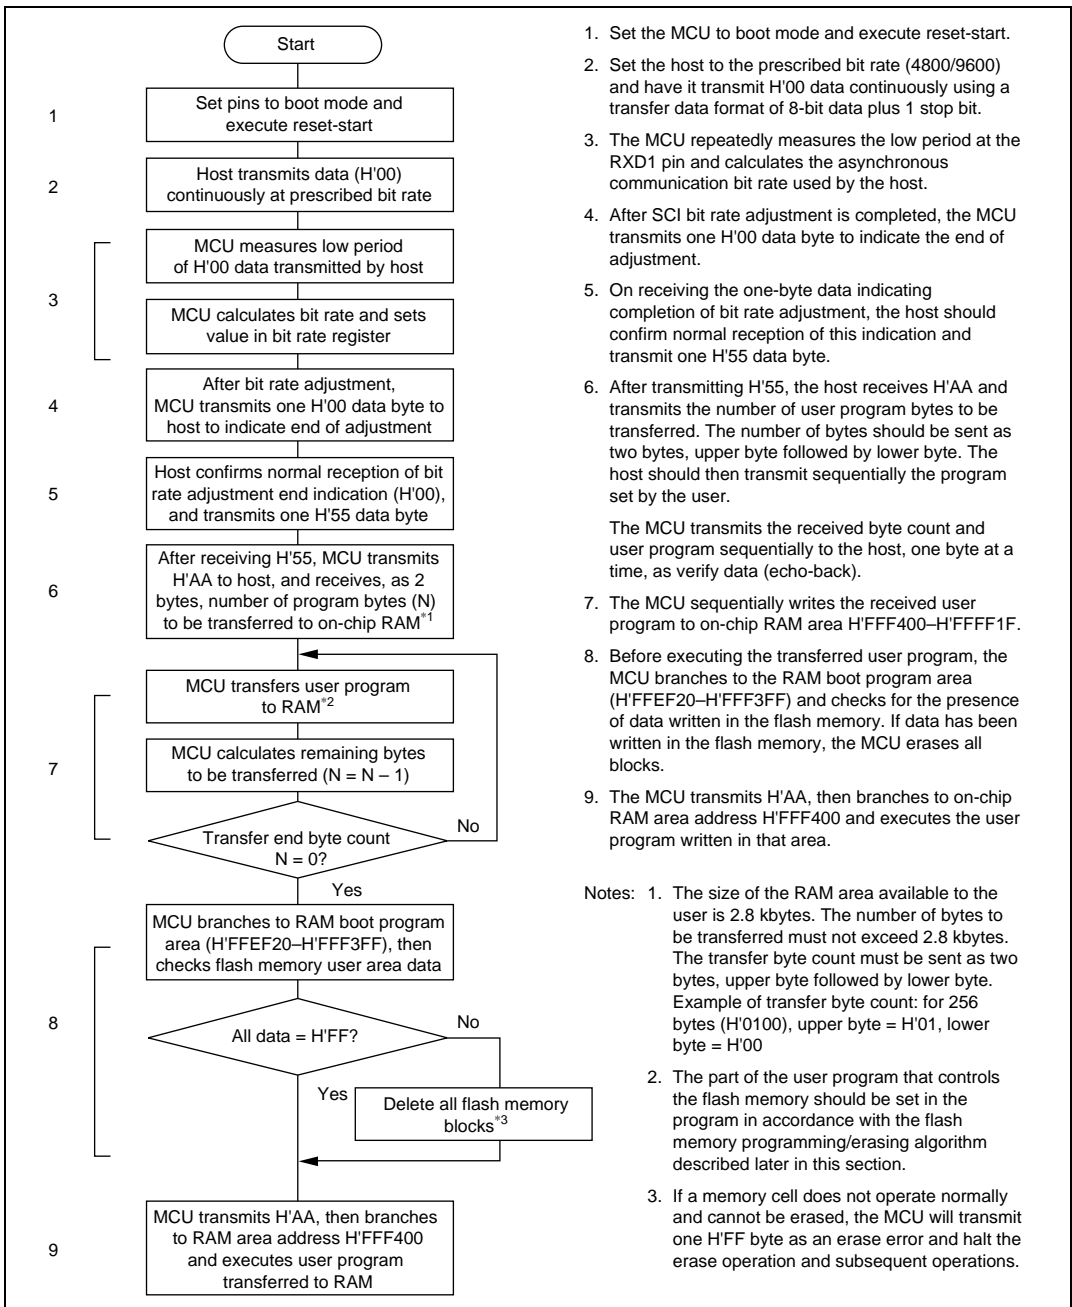 Start
1
Set pins to boot mode and
execute reset-start
2
Host transmits data (H'00)
continuously at prescribed bit rate
3
MCU measures low period
of H'00 data transmitted by host
MCU calculates bit rate and sets
value in bit rate register
4
After bit rate adjustment,
MCU transmits one H'00 data byte to
host to indicate end of adjustment
5
Host confirms normal reception of bit
rate adjustment end indication (H'00),
and transmits one H'55 data byte
6
After receiving H'55, MCU transmits
H'AA to host, and receives, as 2
bytes, number of program bytes (N)
to be transferred to on-chip RAM*1
7
MCU transfers user program
to RAM*2
MCU calculates remaining bytes
to be transferred (N = N – 1)
Transfer end byte count
N = 0?
No
Yes
8
MCU branches to RAM boot program
area (H'FFEF20–H'FFF3FF), then
checks flash memory user area data
All data = H'FF?
No
Yes
Delete all flash memory
blocks*3
9
MCU transmits H'AA, then branches
to RAM area address H'FFF400
and executes user program
transferred to RAM
1. Set the MCU to boot mode and execute reset-start.
2. Set the host to the prescribed bit rate (4800/9600)
and have it transmit H'00 data continuously using a
transfer data format of 8-bit data plus 1 stop bit.
3. The MCU repeatedly measures the low period at the
RXD1 pin and calculates the asynchronous
communication bit rate used by the host.
4. After SCI bit rate adjustment is completed, the MCU
transmits one H'00 data byte to indicate the end of
adjustment.
5. On receiving the one-byte data indicating
completion of bit rate adjustment, the host should
confirm normal reception of this indication and
transmit one H'55 data byte.
6. After transmitting H'55, the host receives H'AA and
transmits the number of user program bytes to be
transferred. The number of bytes should be sent as
two bytes, upper byte followed by lower byte. The
host should then transmit sequentially the program
set by the user.
The MCU transmits the received byte count and
user program sequentially to the host, one byte at a
time, as verify data (echo-back).
7. The MCU sequentially writes the received user
program to on-chip RAM area H'FFF400–H'FFFF1F.
8. Before executing the transferred user program, the
MCU branches to the RAM boot program area
(H'FFEF20–H'FFF3FF) and checks for the presence
of data written in the flash memory. If data has been
written in the flash memory, the MCU erases all
blocks.
9. The MCU transmits H'AA, then branches to on-chip
RAM area address H'FFF400 and executes the user
program written in that area.
Notes: 1. The size of the RAM area available to the
user is 2.8 kbytes. The number of bytes to
be transferred must not exceed 2.8 kbytes.
The transfer byte count must be sent as two
bytes, upper byte followed by lower byte.
Example of transfer byte count: for 256
bytes (H'0100), upper byte = H'01, lower
byte = H'00
2. The part of the user program that controls
the flash memory should be set in the
program in accordance with the flash
memory programming/erasing algorithm
described later in this section.
3. If a memory cell does not operate normally
and cannot be erased, the MCU will transmit
one H'FF byte as an erase error and halt the
erase operation and subsequent operations.